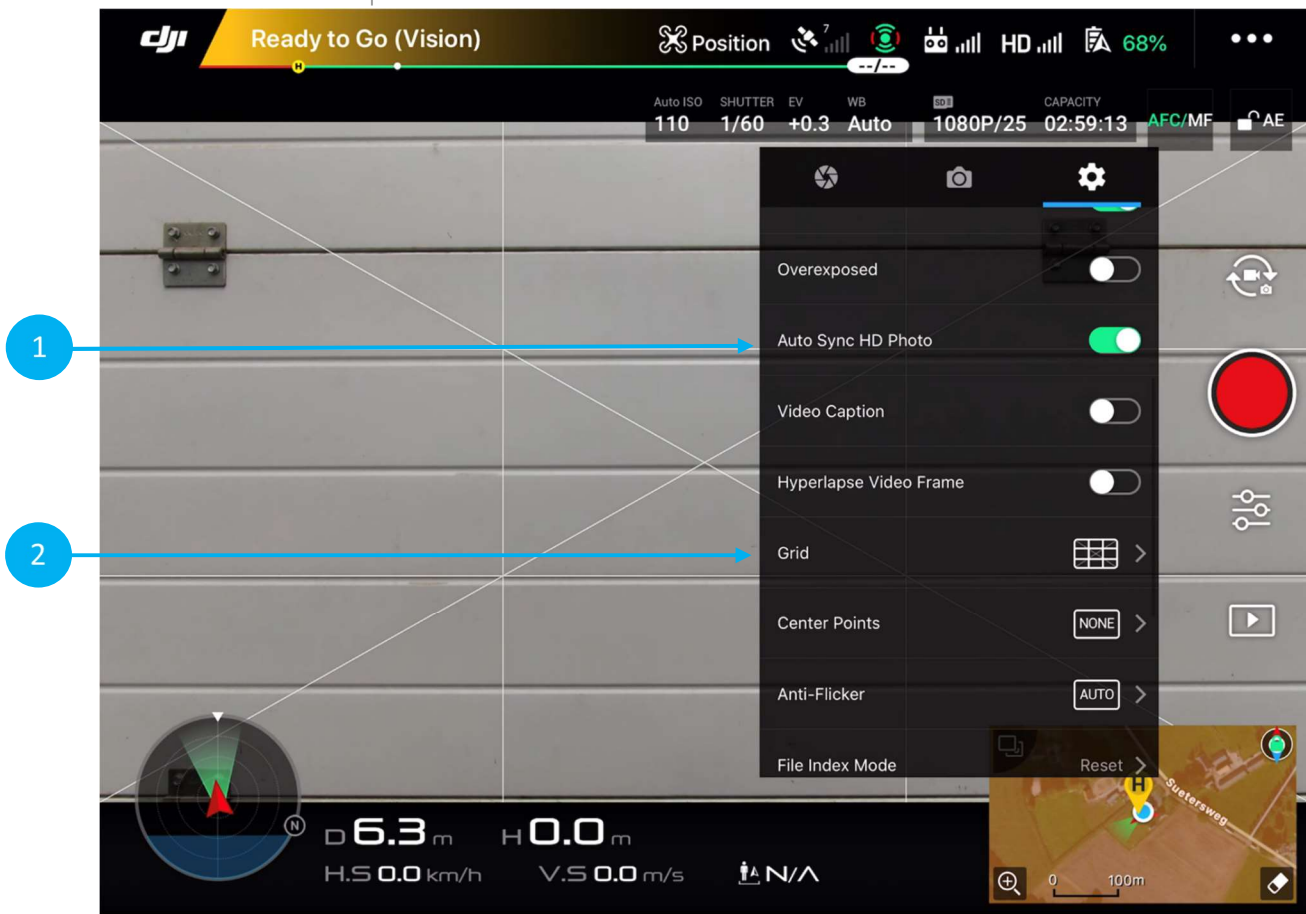 dji Ready to Go (Vision) Position 7 HD 68%
--/--
Auto ISO SHUTTER EV WB SD CAPACITY
110 1/60 +0.3 Auto 1080P/25 02:59:13 AFC/MF AE
Overexposed
1 Auto Sync HD Photo
Video Caption
Hyperlapse Video Frame
2 Grid
Center Points NONE
Anti-Flicker AUTO
File Index Mode Reset
H
Suetersweg
N
D 6.3 m H 0.0 m
H.S 0.0 km/h V.S 0.0 m/s N/A
0 100m